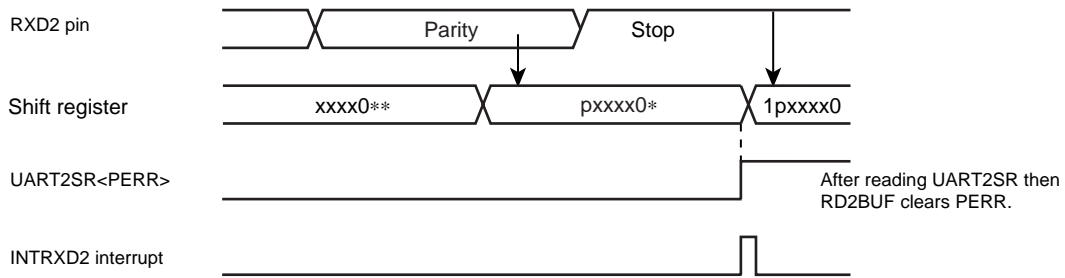 RXD2 pin
Parity
Stop
Shift register
xxxx0**
pxxxx0*
1pxxxx0
UART2SR<PERR>
After reading UART2SR then
RD2BUF clears PERR.
INTRXD2 interrupt